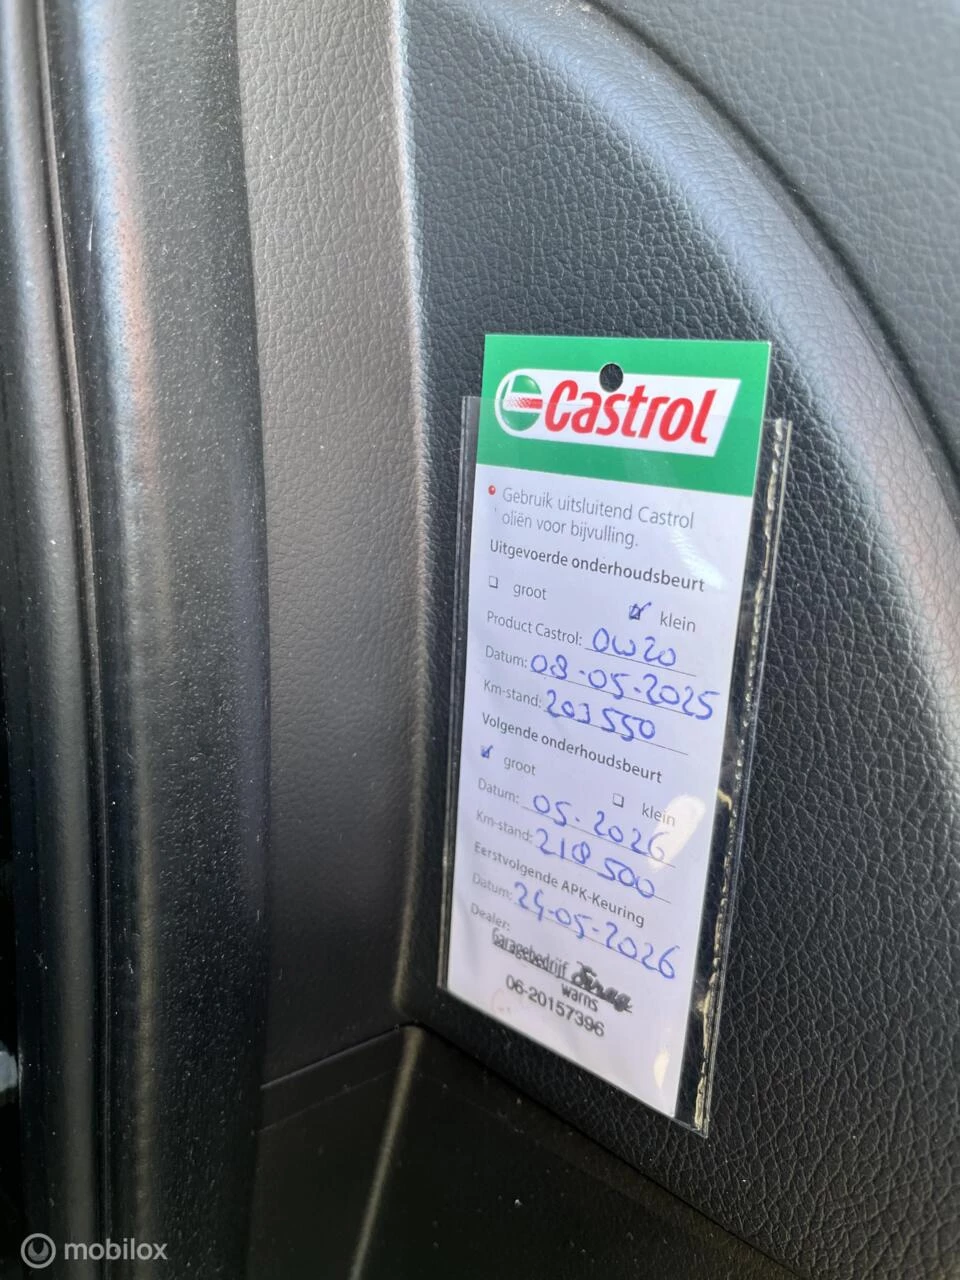 Castrol
Gebruik uitsluitend Castrol
oliën voor bijvulling.
Uitgevoerde onderhoudsbeurt
groot
klein
Product Castrol: 0W20
Datum: 08-05-2025
Km-stand: 203550
Volgende onderhoudsbeurt
groot
klein
Datum: 05-2026
Km-stand: 218500
Eerstvolgende APK-Keuring
Datum: 24-05-2026
Dealer:
Garagebedrijf
warns
06-20157396
mobilox